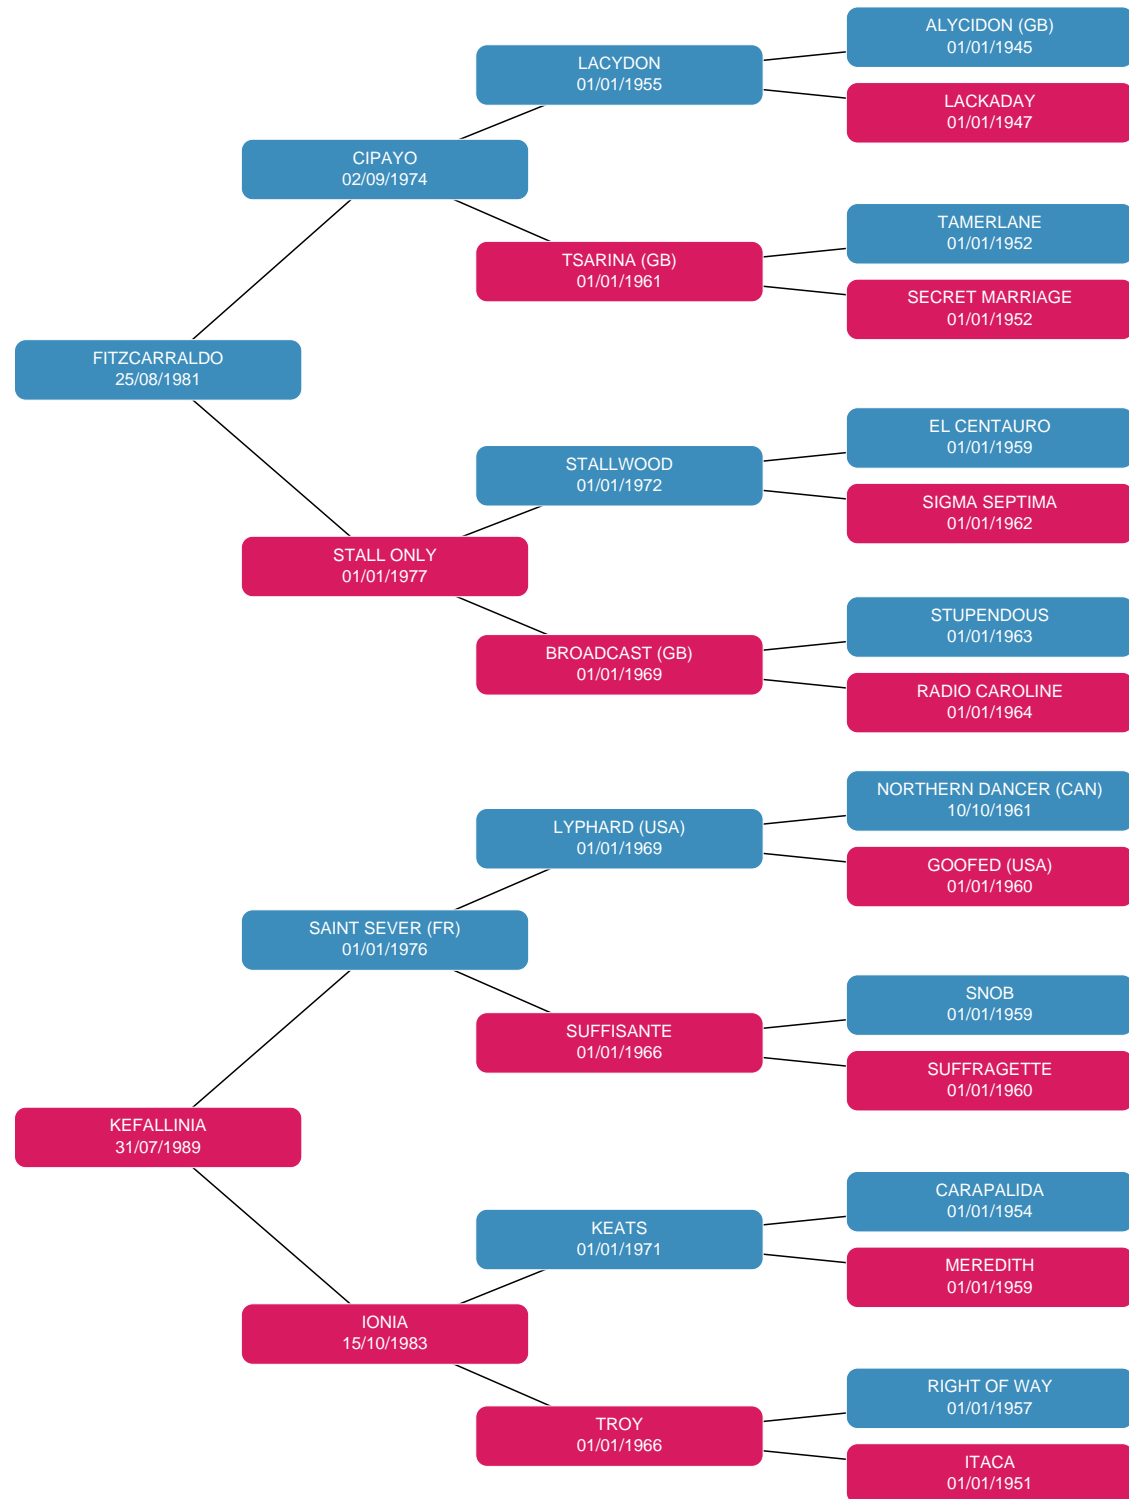 ALYCIDON (GB)
01/01/1945
LACYDON
01/01/1955
LACKADAY
01/01/1947
CIPAYO
02/09/1974
TAMERLANE
01/01/1952
TSARINA (GB)
01/01/1961
SECRET MARRIAGE
01/01/1952
FITZCARRALDO
25/08/1981
EL CENTAURO
01/01/1959
STALLWOOD
01/01/1972
SIGMA SEPTIMA
01/01/1962
STALL ONLY
01/01/1977
STUPENDOUS
01/01/1963
BROADCAST (GB)
01/01/1969
RADIO CAROLINE
01/01/1964
NORTHERN DANCER (CAN)
10/10/1961
LYPHARD (USA)
01/01/1969
GOOFED (USA)
01/01/1960
SAINT SEVER (FR)
01/01/1976
SNOB
01/01/1959
SUFFISANTE
01/01/1966
SUFFRAGETTE
01/01/1960
KEFALLINIA
31/07/1989
CARAPALIDA
01/01/1954
KEATS
01/01/1971
MEREDITH
01/01/1959
IONIA
15/10/1983
RIGHT OF WAY
01/01/1957
TROY
01/01/1966
ITACA
01/01/1951